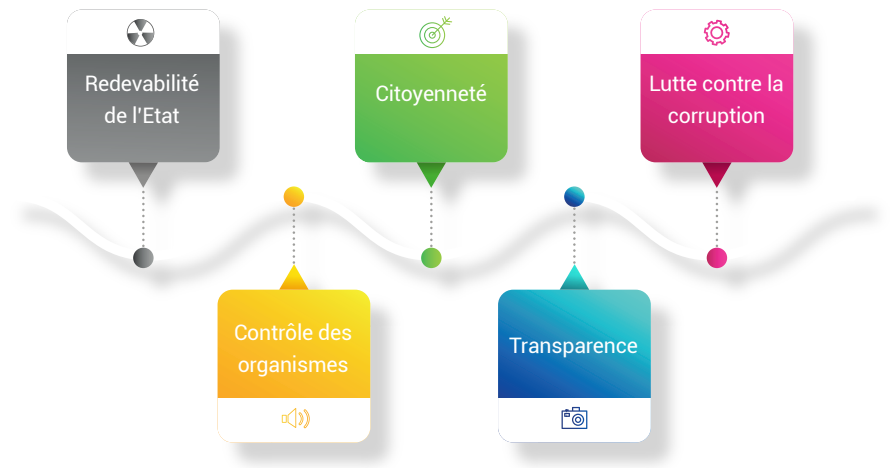 Redevabilité
de l'Etat
Contrôle des
organismes
Citoyenneté
Transparence
Lutte contre la
corruption